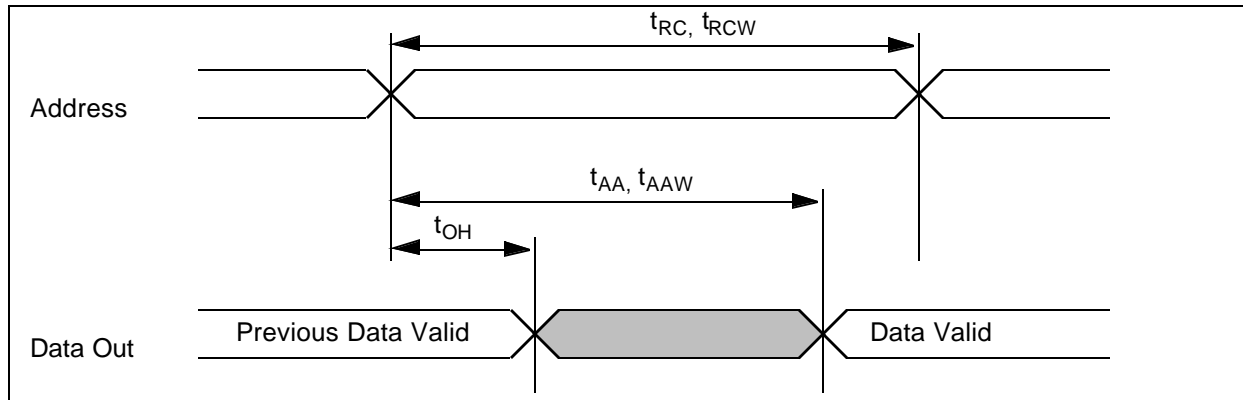 tRC, tRCW
Address
tAA, tAAW
tOH
Previous Data Valid
Data Valid
Data Out